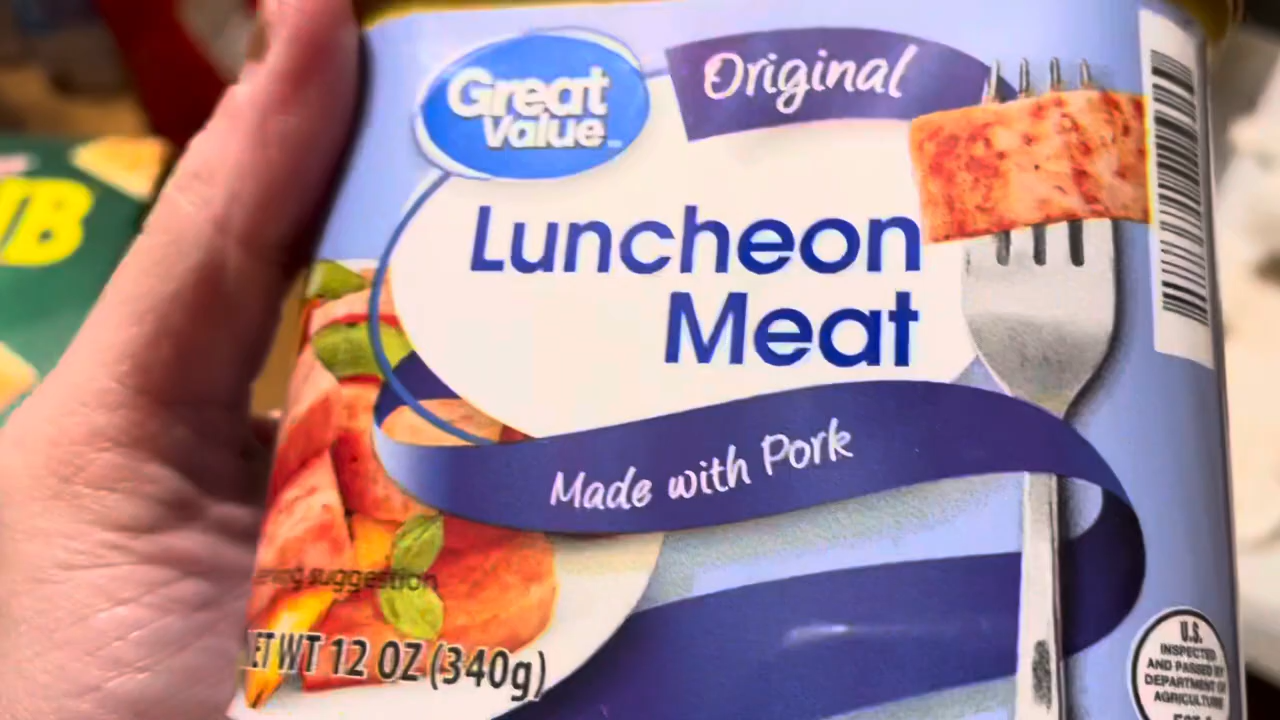 Great
Value
Original
Luncheon
Meat
Made with Pork
suggestion
WT 12 OZ (340g)
U.S.
INSPECTED
AND PASSED BY
DEPARTMENT OF
AGRICULTURE